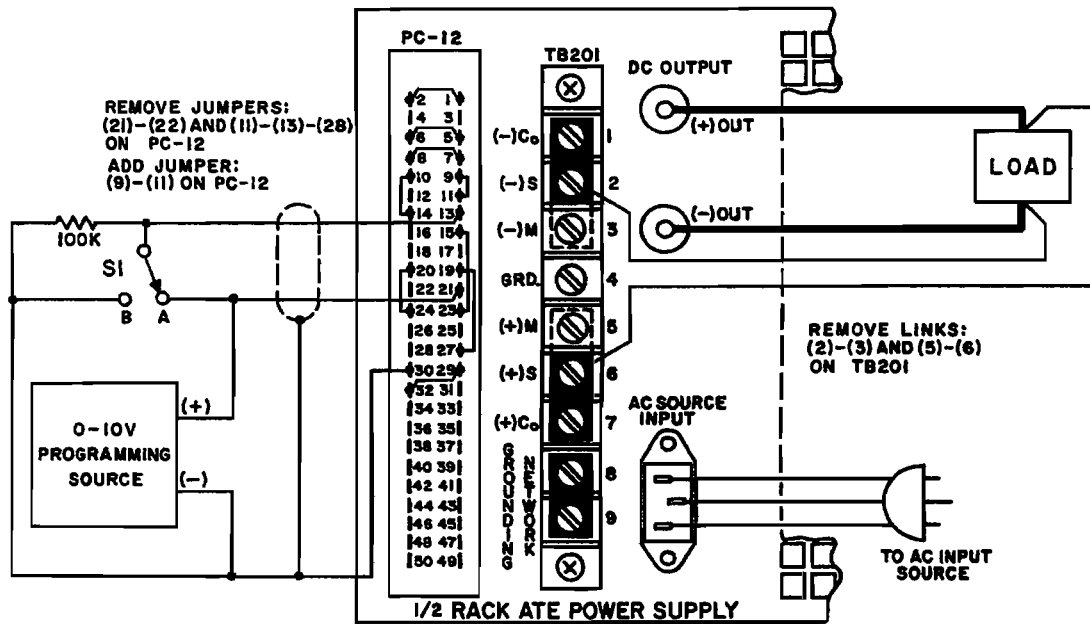 PC-12
TB201
DC OUTPUT
REMOVE JUMPERS:
(21)-(22) AND (11)-(13)-(28)
ON PC-12
ADD JUMPER:
(9)-(11) ON PC-12
100K
S1
B A
0-10V
PROGRAMMING
SOURCE
(+)
(-)
2 1
4 3
6 5
8 7
10 9
12 11
14 13
16 15
18 17
20 19
22 21
24 23
26 25
28 27
30 29
32 31
34 33
36 35
38 37
40 39
42 41
44 43
46 45
48 47
50 49
(-)Co 1
(-)S 2
(-)M 3
GRD. 4
(+)M 5
(+)S 6
(+)Co 7
8
9
GROUNDING
NETWORK
(+)OUT
(-)OUT
LOAD
REMOVE LINKS:
(2)-(3) AND (5)-(6)
ON TB201
AC SOURCE
INPUT
TO AC INPUT
SOURCE
1/2 RACK ATE POWER SUPPLY